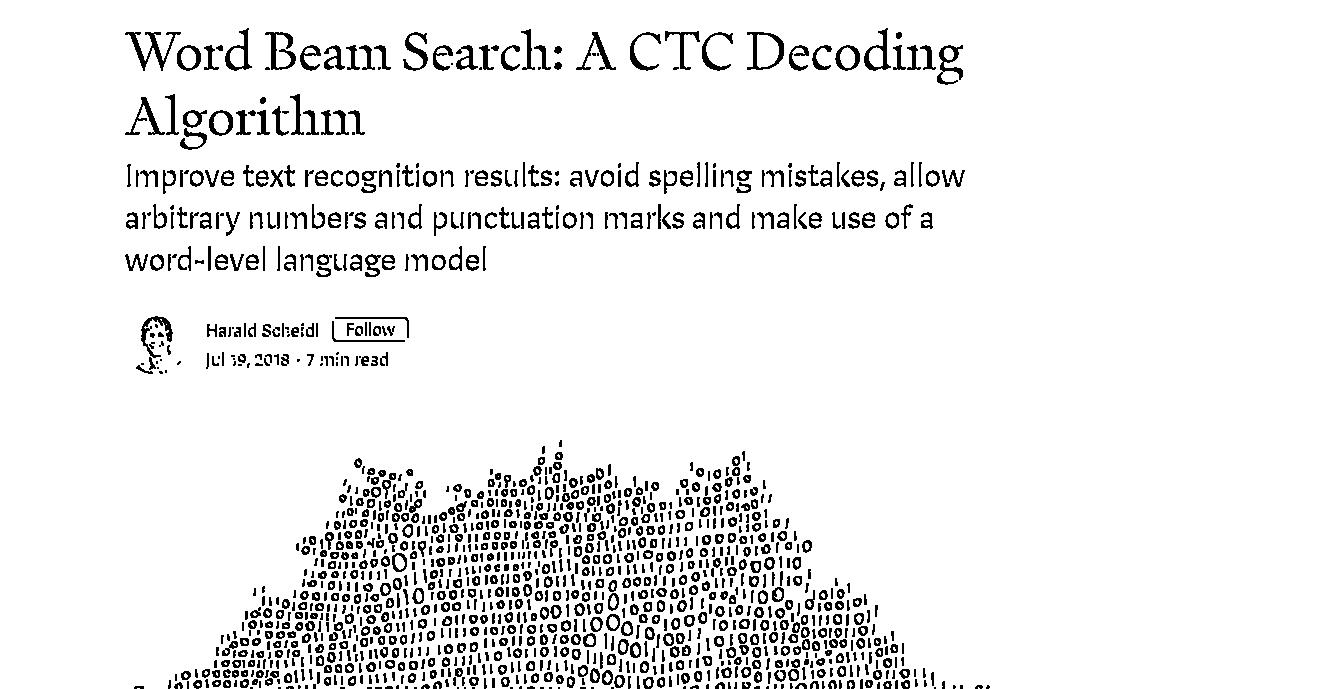 Word Beam Search: A CTC Decoding
Algorithm
Improve text recognition results: avoid spelling mistakes, allow
arbitrary numbers and punctuation marks and make use of a
word-level language model
Harald Scheidl Follow
Jul 19, 2018 · 7 min read